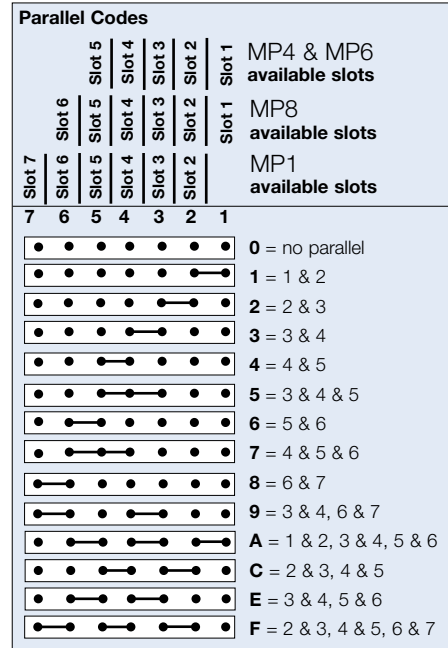 Parallel Codes
Slot 5 Slot 4 Slot 3 Slot 2 Slot 1 MP4 & MP6
available slots
Slot 6 Slot 5 Slot 4 Slot 3 Slot 2 Slot 1 MP8
available slots
Slot 7 Slot 6 Slot 5 Slot 4 Slot 3 Slot 2 MP1
available slots
7 6 5 4 3 2 1
0 = no parallel
1 = 1 & 2
2 = 2 & 3
3 = 3 & 4
4 = 4 & 5
5 = 3 & 4 & 5
6 = 5 & 6
7 = 4 & 5 & 6
8 = 6 & 7
9 = 3 & 4, 6 & 7
A = 1 & 2, 3 & 4, 5 & 6
C = 2 & 3, 4 & 5
E = 3 & 4, 5 & 6
F = 2 & 3, 4 & 5, 6 & 7